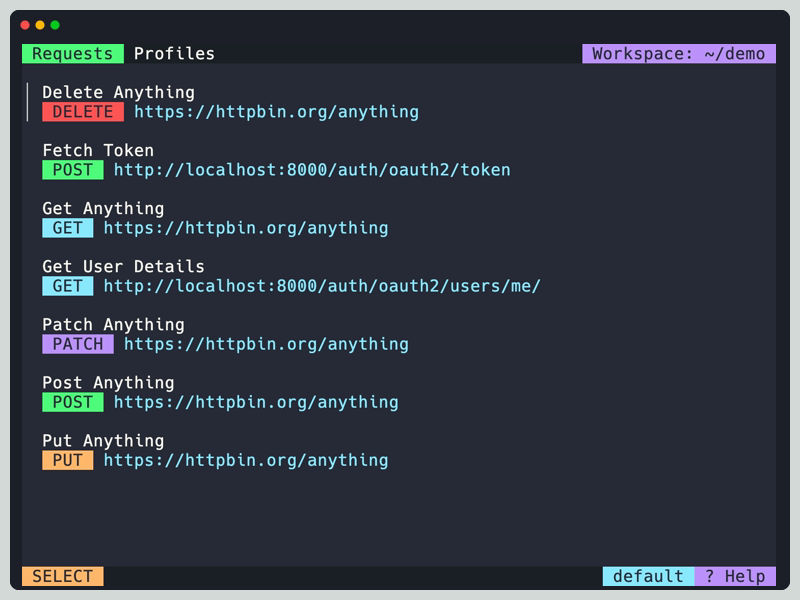 Requests Profiles Workspace: ~/demo
Delete Anything
DELETE https://httpbin.org/anything
Fetch Token
POST http://localhost:8000/auth/oauth2/token
Get Anything
GET https://httpbin.org/anything
Get User Details
GET http://localhost:8000/auth/oauth2/users/me/
Patch Anything
PATCH https://httpbin.org/anything
Post Anything
POST https://httpbin.org/anything
Put Anything
PUT https://httpbin.org/anything
SELECT default ? Help